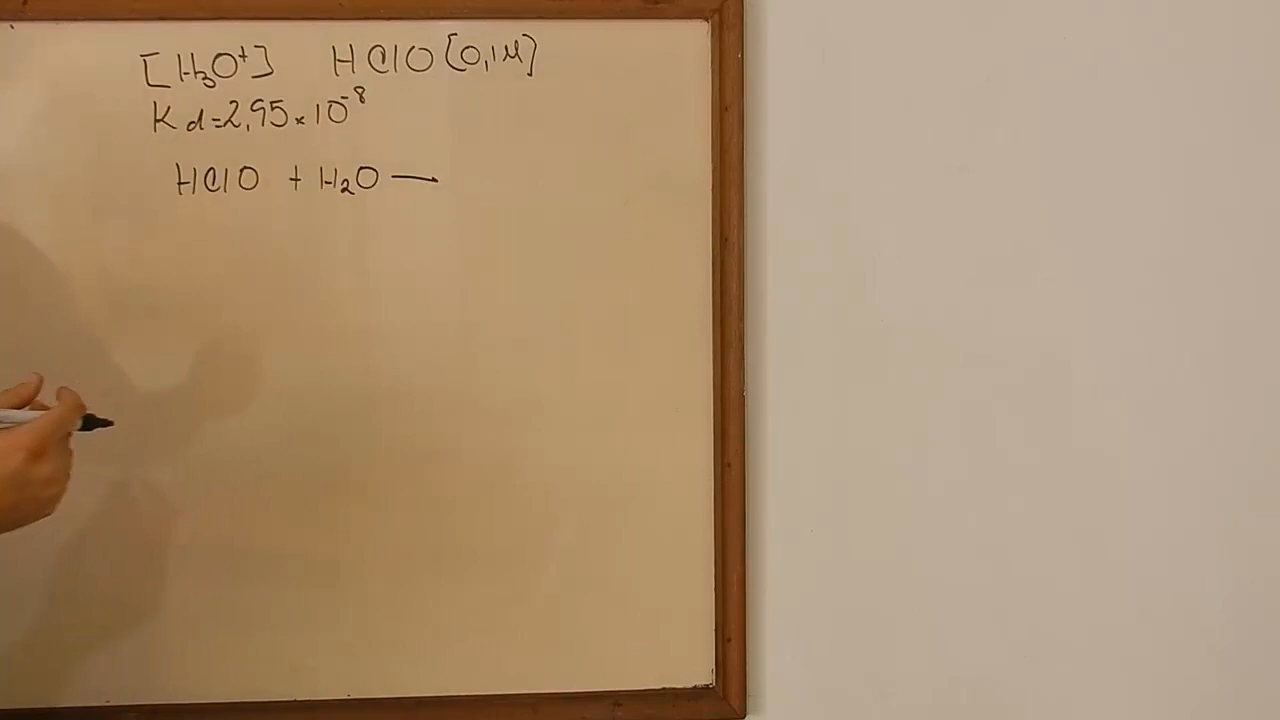 [H₃O⁺] HClO [0,1M]
Kd=2,95×10⁻⁸
HClO + H₂O —